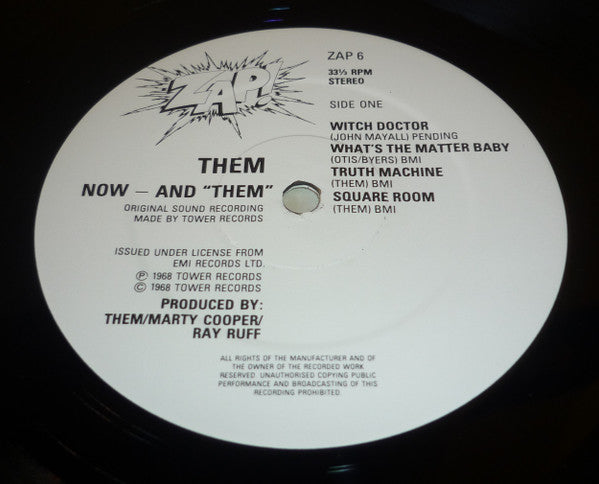 ZAP!
ZAP 6
33⅓ RPM
STEREO
SIDE ONE
WITCH DOCTOR
(JOHN MAYALL) PENDING
WHAT'S THE MATTER BABY
(OTIS/BYERS) BMI
TRUTH MACHINE
(THEM) BMI
SQUARE ROOM
(THEM) BMI
THEM
NOW – AND "THEM"
ORIGINAL SOUND RECORDING
MADE BY TOWER RECORDS
ISSUED UNDER LICENSE FROM
EMI RECORDS LTD.
Ⓟ 1968 TOWER RECORDS
© 1968 TOWER RECORDS
PRODUCED BY:
THEM/MARTY COOPER/
RAY RUFF
ALL RIGHTS OF THE MANUFACTURER AND OF
THE OWNER OF THE RECORDED WORK
RESERVED. UNAUTHORISED COPYING PUBLIC
PERFORMANCE AND BROADCASTING OF THIS
RECORDING PROHIBITED.